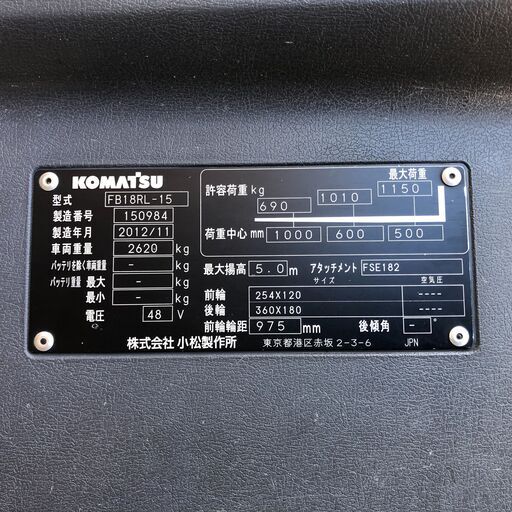 KOMATSU
型式 FB18RL-15
製造番号 150984
製造年月 2012/11
車両重量 2620 kg
バッテリを除く車両重量 - kg
バッテリ重量 最大 - kg
最小 - kg
電圧 48 V
株式会社 小松製作所
最大荷重
許容荷重 kg 690 1010 1150
荷重中心 mm 1000 600 500
最大揚高 5.0 m アタッチメント FSE182
サイズ 空気圧
前輪 254X120 ----
後輪 360X180 ----
前輪輪距 975 mm 後傾角 - °
東京都港区赤坂 2-3-6 JPN